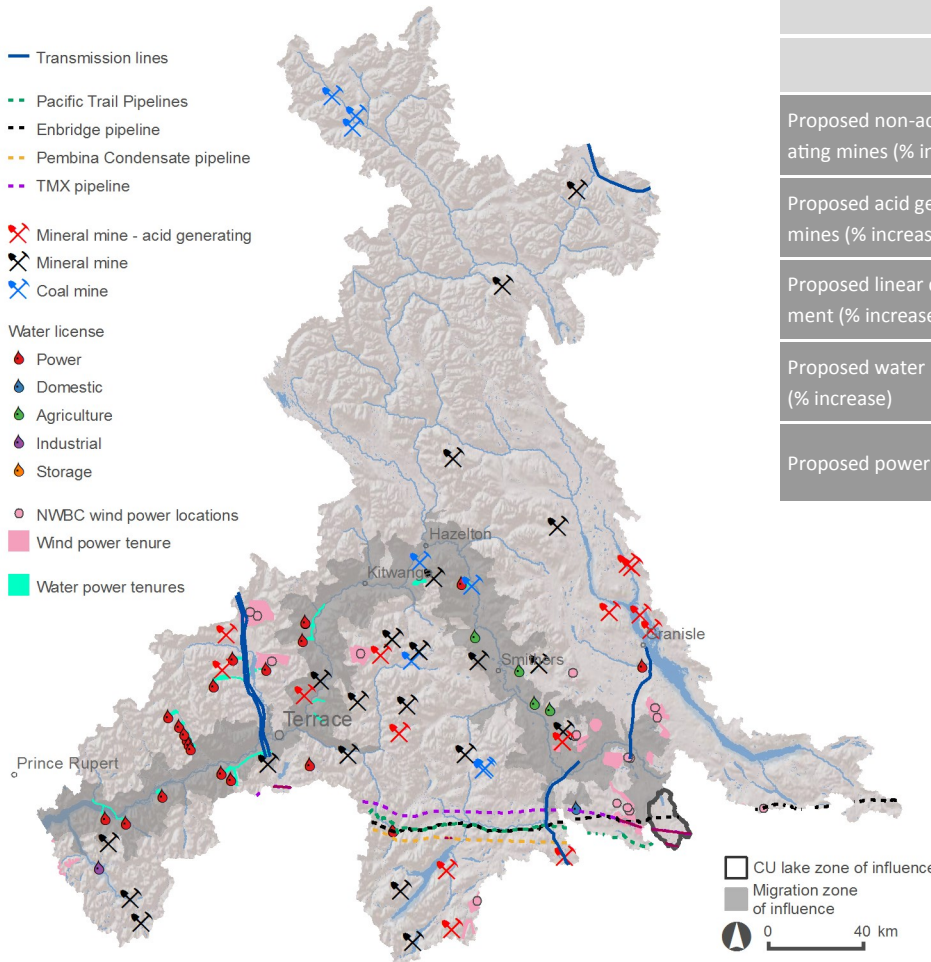 Transmission lines
Pacific Trail Pipelines
Enbridge pipeline
Pembina Condensate pipeline
TMX pipeline
Mineral mine - acid generating
Mineral mine
Coal mine
Water license
Power
Domestic
Agriculture
Industrial
Storage
NWBC wind power locations
Wind power tenure
Water power tenures
Hazelton
Kitwanga
Granisle
Smithers
Terrace
Prince Rupert
CU lake zone of influence
Migration zone
of influence
0 40 km
Proposed non-ac
ating mines (% in
Proposed acid ge
mines (% increas
Proposed linear
ment (% increase
Proposed water
(% increase)
Proposed power